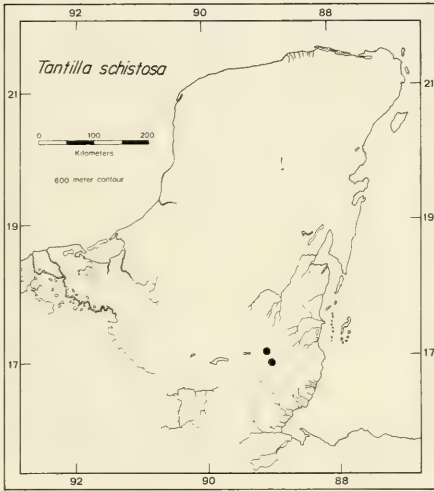 92 90 88
Tantilla schistosa
21 21
0 100 200
Kilometers
600 meter contour
19 19
17 17
92 90 88